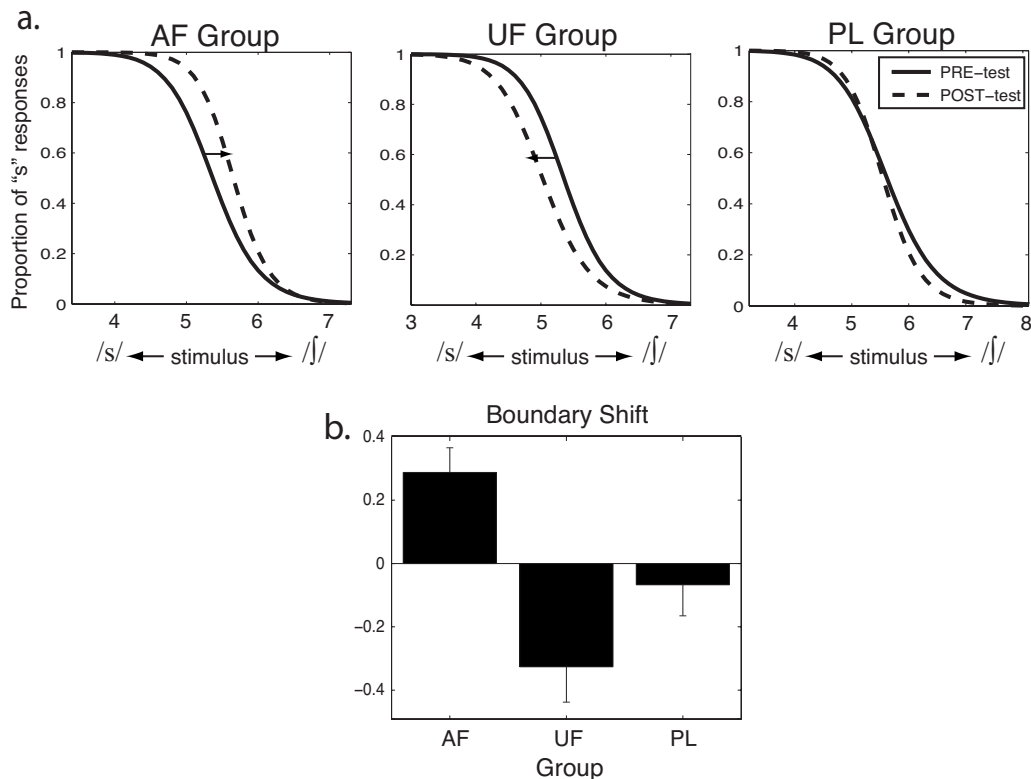 a.
AF Group
UF Group
PL Group
Proportion of “s” responses
1
0.8
0.6
0.4
0.2
0
4
5
6
7
/s/ stimulus /ʃ/
1
0.8
0.6
0.4
0.2
3
4
5
6
7
/s/ stimulus /ʃ/
1
0.8
0.6
0.4
0.2
0
4
5
6
7
8
/s/ stimulus /ʃ/
PRE-test
POST-test
b.
Boundary Shift
0.4
0.2
0
−0.2
−0.4
AF
UF
PL
Group